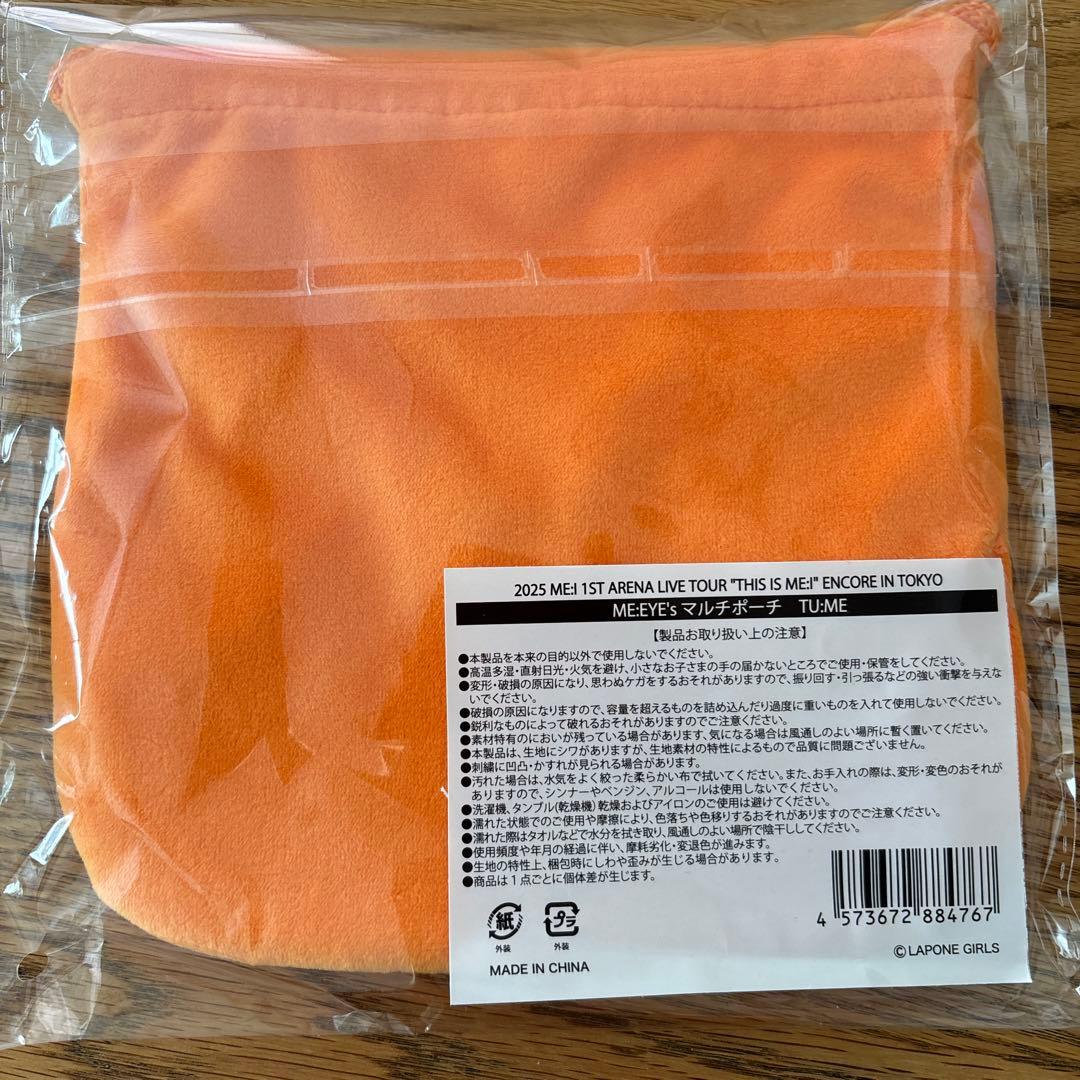 2025 ME:I 1ST ARENA LIVE TOUR "THIS IS ME:I" ENCORE IN TOKYO
ME:EYE's マルチポーチ TU:ME
【製品お取り扱い上の注意】
●本製品を本来の目的以外で使用しないでください。
●高温多湿・直射日光・火気を避け、小さなお子さまの手の届かないところでご使用・保管をしてください。
●変形・破損の原因になり、思わぬケガをするおそれがありますので、振り回す・引っ張るなどの強い衝撃を与えな
いでください。
●破損の原因になりますので、容量を超えるものを詰め込んだり過度に重いものを入れて使用しないでください。
●鋭利なものによって破れるおそれがありますのでご注意ください。
●素材特有のにおいが残っている場合があります、気になる場合は風通しのよい場所に暫く置いてください。
●本製品は、生地にシワがありますが、生地素材の特性によるもので品質に問題ございません。
●刺繍に凹凸・かすれが見られる場合があります。
●汚れた場合は、水気をよく絞った柔らかい布で拭いてください。また、お手入れの際は、変形・変色のおそれが
ありますので、シンナーやベンジン、アルコールは使用しないでください。
●洗濯機、タンブル(乾燥機)乾燥およびアイロンのご使用は避けてください。
●濡れた状態でのご使用や摩擦により、色落ちや色移りするおそれがありますのでご注意ください。
●濡れた際はタオルなどで水分を拭き取り、風通しのよい場所で陰干ししてください。
●使用頻度や年月の経過に伴い、摩耗劣化・変退色が進みます。
●生地の特性上、梱包時にしわや歪みが生じる場合があります。
●商品は1点ごとに個体差が生じます。
紙 プラ
外装 外装
4 573672 884767
MADE IN CHINA
©LAPONE GIRLS